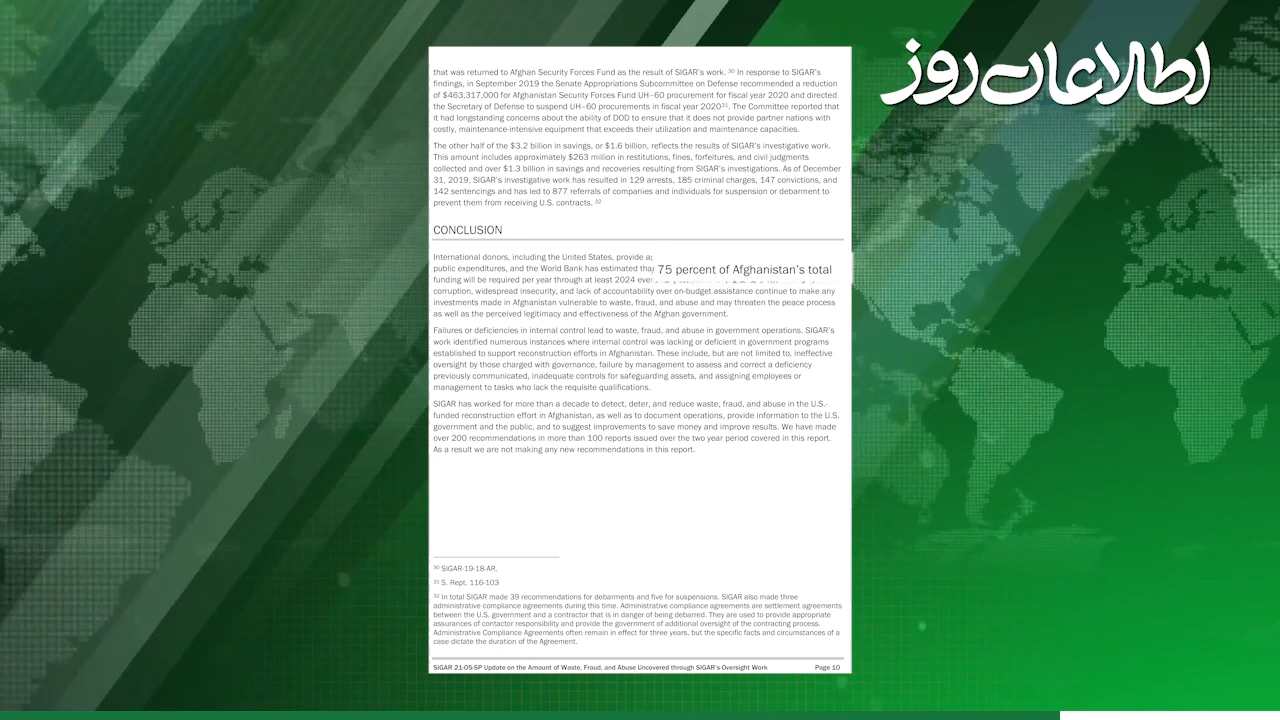 اطلاعات روز
that was returned to Afghan Security Forces Fund as the result of SIGAR's work. 30 In response to SIGAR's
findings, in September 2019 the Senate Appropriations Subcommittee on Defense recommended a reduction
of $463,317,000 for Afghanistan Security Forces Fund UH–60 procurement for fiscal year 2020 and directed
the Secretary of Defense to suspend UH–60 procurements in fiscal year 2020³¹. The Committee reported that
it had longstanding concerns about the ability of DOD to ensure that it does not provide partner nations with
costly, maintenance-intensive equipment that exceeds their utilization and maintenance capacities.
The other half of the $3.2 billion in savings, or $1.6 billion, reflects the results of SIGAR's investigative work.
This amount includes approximately $263 million in restitutions, fines, forfeitures, and civil judgments
collected and over $1.3 billion in savings and recoveries resulting from SIGAR's investigations. As of December
31, 2019, SIGAR's investigative work has resulted in 129 arrests, 185 criminal charges, 147 convictions, and
142 sentencings and has led to 877 referrals of companies and individuals for suspension or debarment to
prevent them from receiving U.S. contracts. 32
CONCLUSION
International donors, including the United States, provide
public expenditures, and the World Bank has estimated that 75 percent of Afghanistan's total
funding will be required per year through at least 2024
corruption, widespread insecurity, and lack of accountability over on-budget assistance continue to make any
investments made in Afghanistan vulnerable to waste, fraud, and abuse and may threaten the peace process
as well as the perceived legitimacy and effectiveness of the Afghan government.
Failures or deficiencies in internal control lead to waste, fraud, and abuse in government operations. SIGAR's
work identified numerous instances where internal control was lacking or deficient in government programs
established to support reconstruction efforts in Afghanistan. These include, but are not limited to, ineffective
oversight by those charged with governance, failure by management to assess and correct a deficiency
previously communicated, inadequate controls for safeguarding assets, and assigning employees or
management to tasks who lack the requisite qualifications.
SIGAR has worked for more than a decade to detect, deter, and reduce waste, fraud, and abuse in the U.S.-
funded reconstruction effort in Afghanistan, as well as to document operations, provide information to the U.S.
government and the public, and to suggest improvements to save money and improve results. We have made
over 200 recommendations in more than 100 reports issued over the two year period covered in this report.
As a result we are not making any new recommendations in this report.
30 SIGAR-19-18-AR.
31 S. Rept. 116-103
32 In total SIGAR made 39 recommendations for debarments and five for suspensions. SIGAR also made three
administrative compliance agreements during this time. Administrative compliance agreements are settlement agreements
between the U.S. government and a contractor that is in danger of being debarred. They are used to provide appropriate
assurances of contactor responsibility and provide the government of additional oversight of the contracting process.
Administrative Compliance Agreements often remain in effect for three years, but the specific facts and circumstances of a
case dictate the duration of the Agreement.
SIGAR 21-05-SP Update on the Amount of Waste, Fraud, and Abuse Uncovered through SIGAR's Oversight Work Page 10